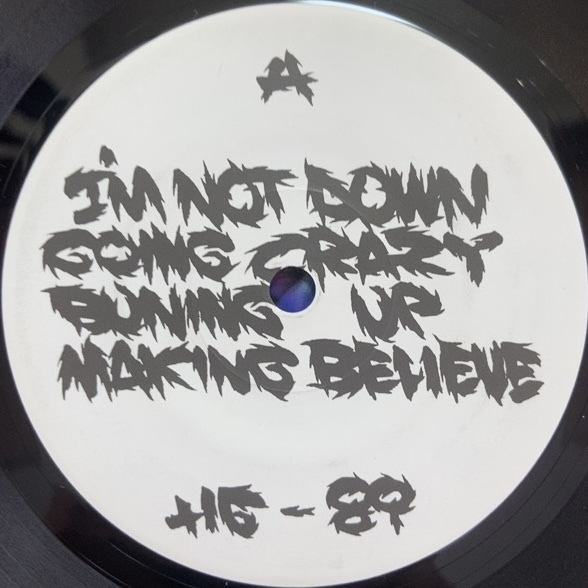 A
I'M NOT DOWN
GOING CRAZY
BUNING UP
MAKING BELIEVE